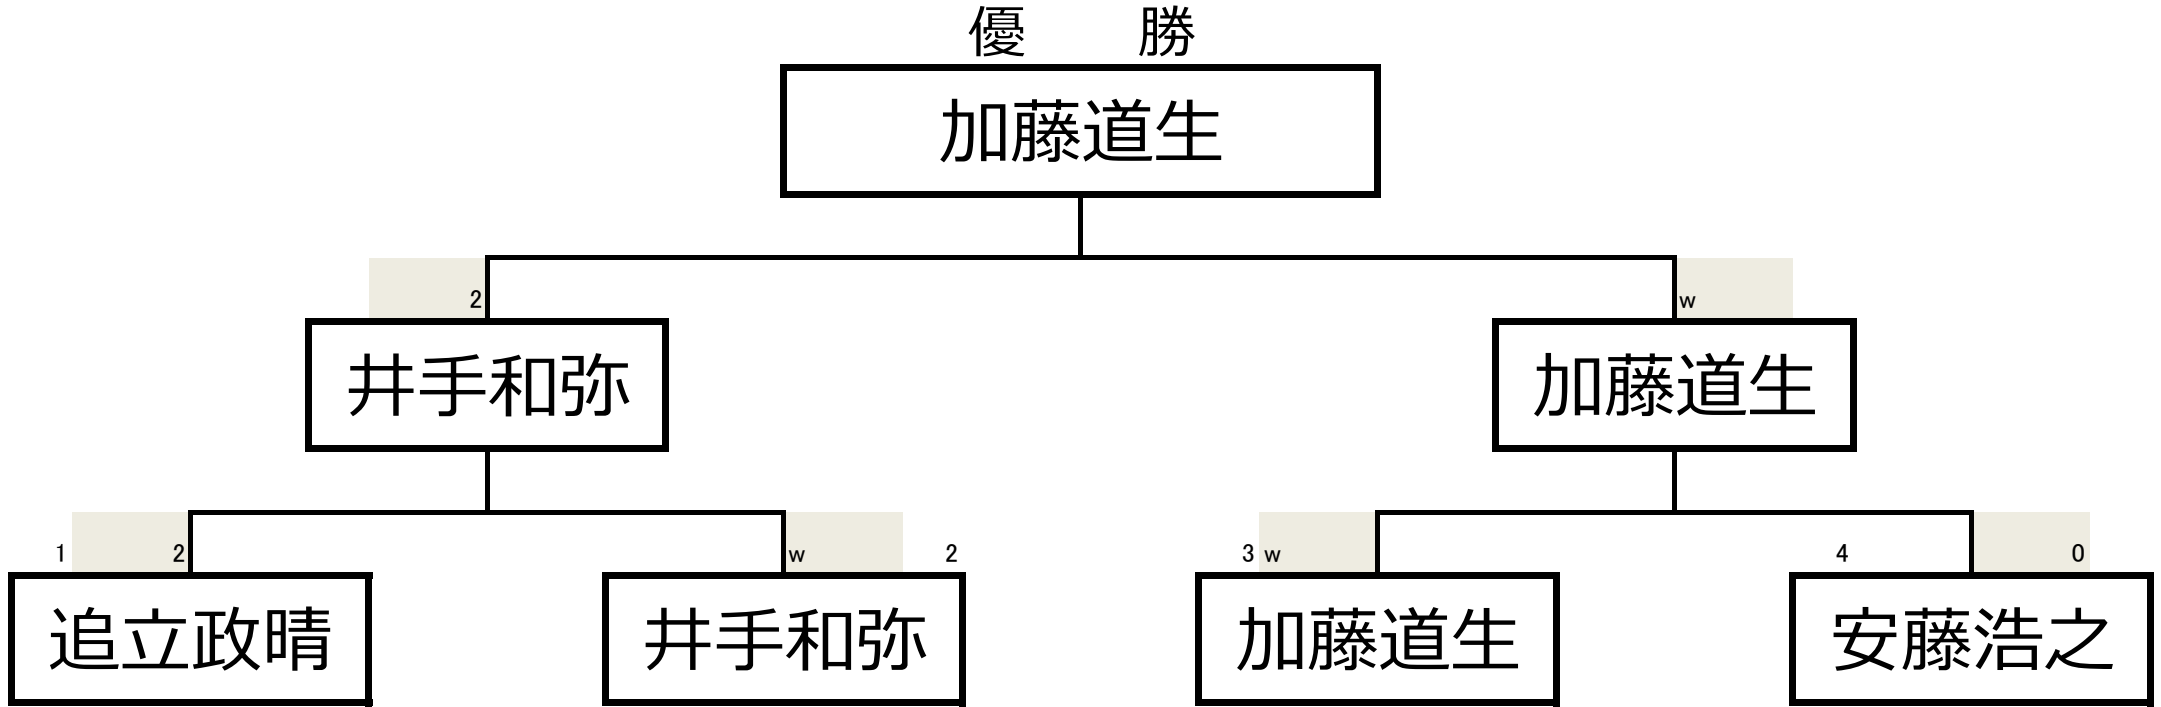 優　勝
加藤道生
2 w
井手和弥 加藤道生
1 2 w 2 3 w 4 0
追立政晴 井手和弥 加藤道生 安藤浩之